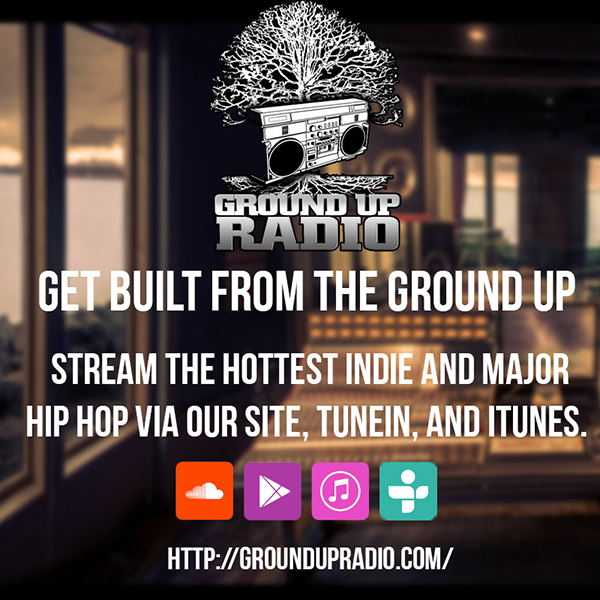 GROUND UP
RADIO
GET BUILT FROM THE GROUND UP
STREAM THE HOTTEST INDIE AND MAJOR
HIP HOP VIA OUR SITE, TUNEIN, AND ITUNES.
HTTP://GROUNDUPRADIO.COM/